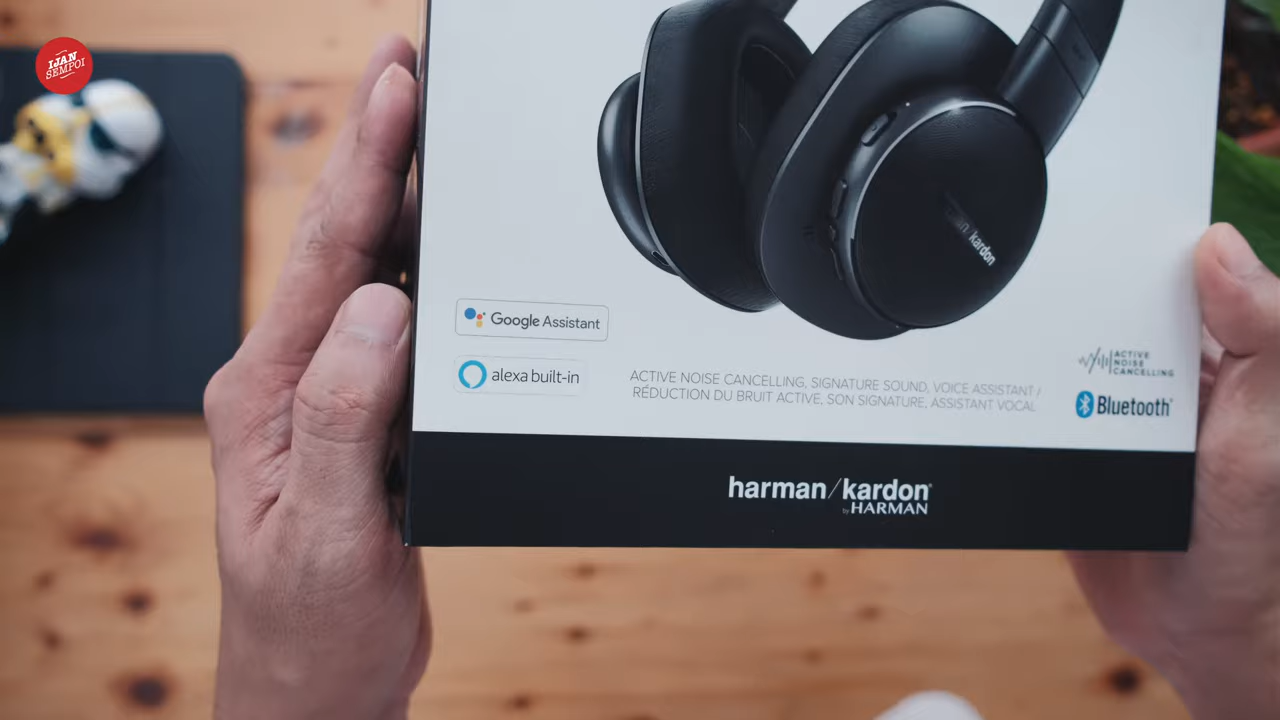 IJAN
SEMPOI
kardon
Google Assistant
alexa built-in
ACTIVE NOISE CANCELLING, SIGNATURE SOUND, VOICE ASSISTANT /
RÉDUCTION DU BRUIT ACTIVE, SON SIGNATURE, ASSISTANT VOCAL
ACTIVE
NOISE
CANCELLING
Bluetooth®
harman/kardon®
by HARMAN